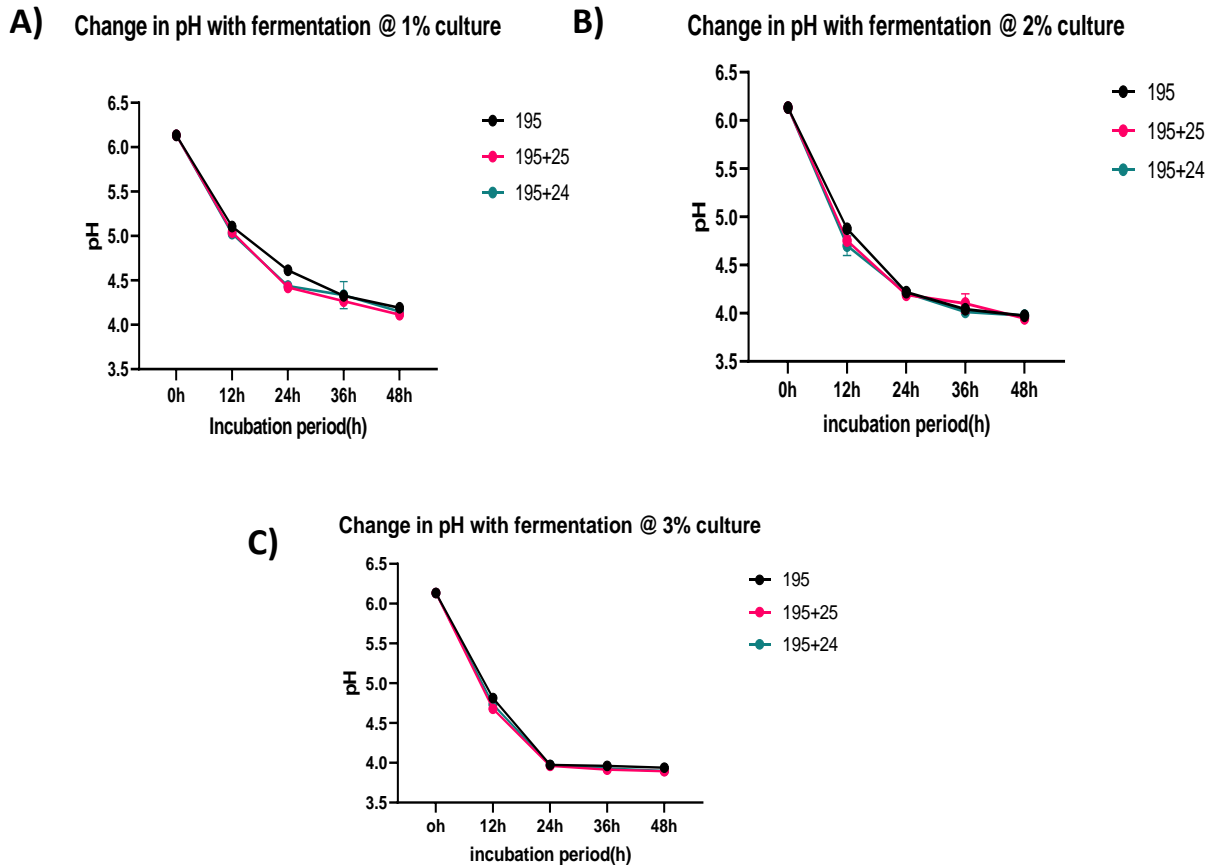 A)
Change in pH with fermentation @ 1% culture
6.5
6.0
5.5
5.0
4.5
4.0
3.5
pH
0h 12h 24h 36h 48h
Incubation period(h)
195
195+25
195+24
B)
Change in pH with fermentation @ 2% culture
6.5
6.0
5.5
5.0
4.5
4.0
3.5
pH
0h 12h 24h 36h 48h
incubation period(h)
195
195+25
195+24
C)
Change in pH with fermentation @ 3% culture
6.5
6.0
5.5
5.0
4.5
4.0
3.5
pH
oh 12h 24h 36h 48h
incubation period(h)
195
195+25
195+24